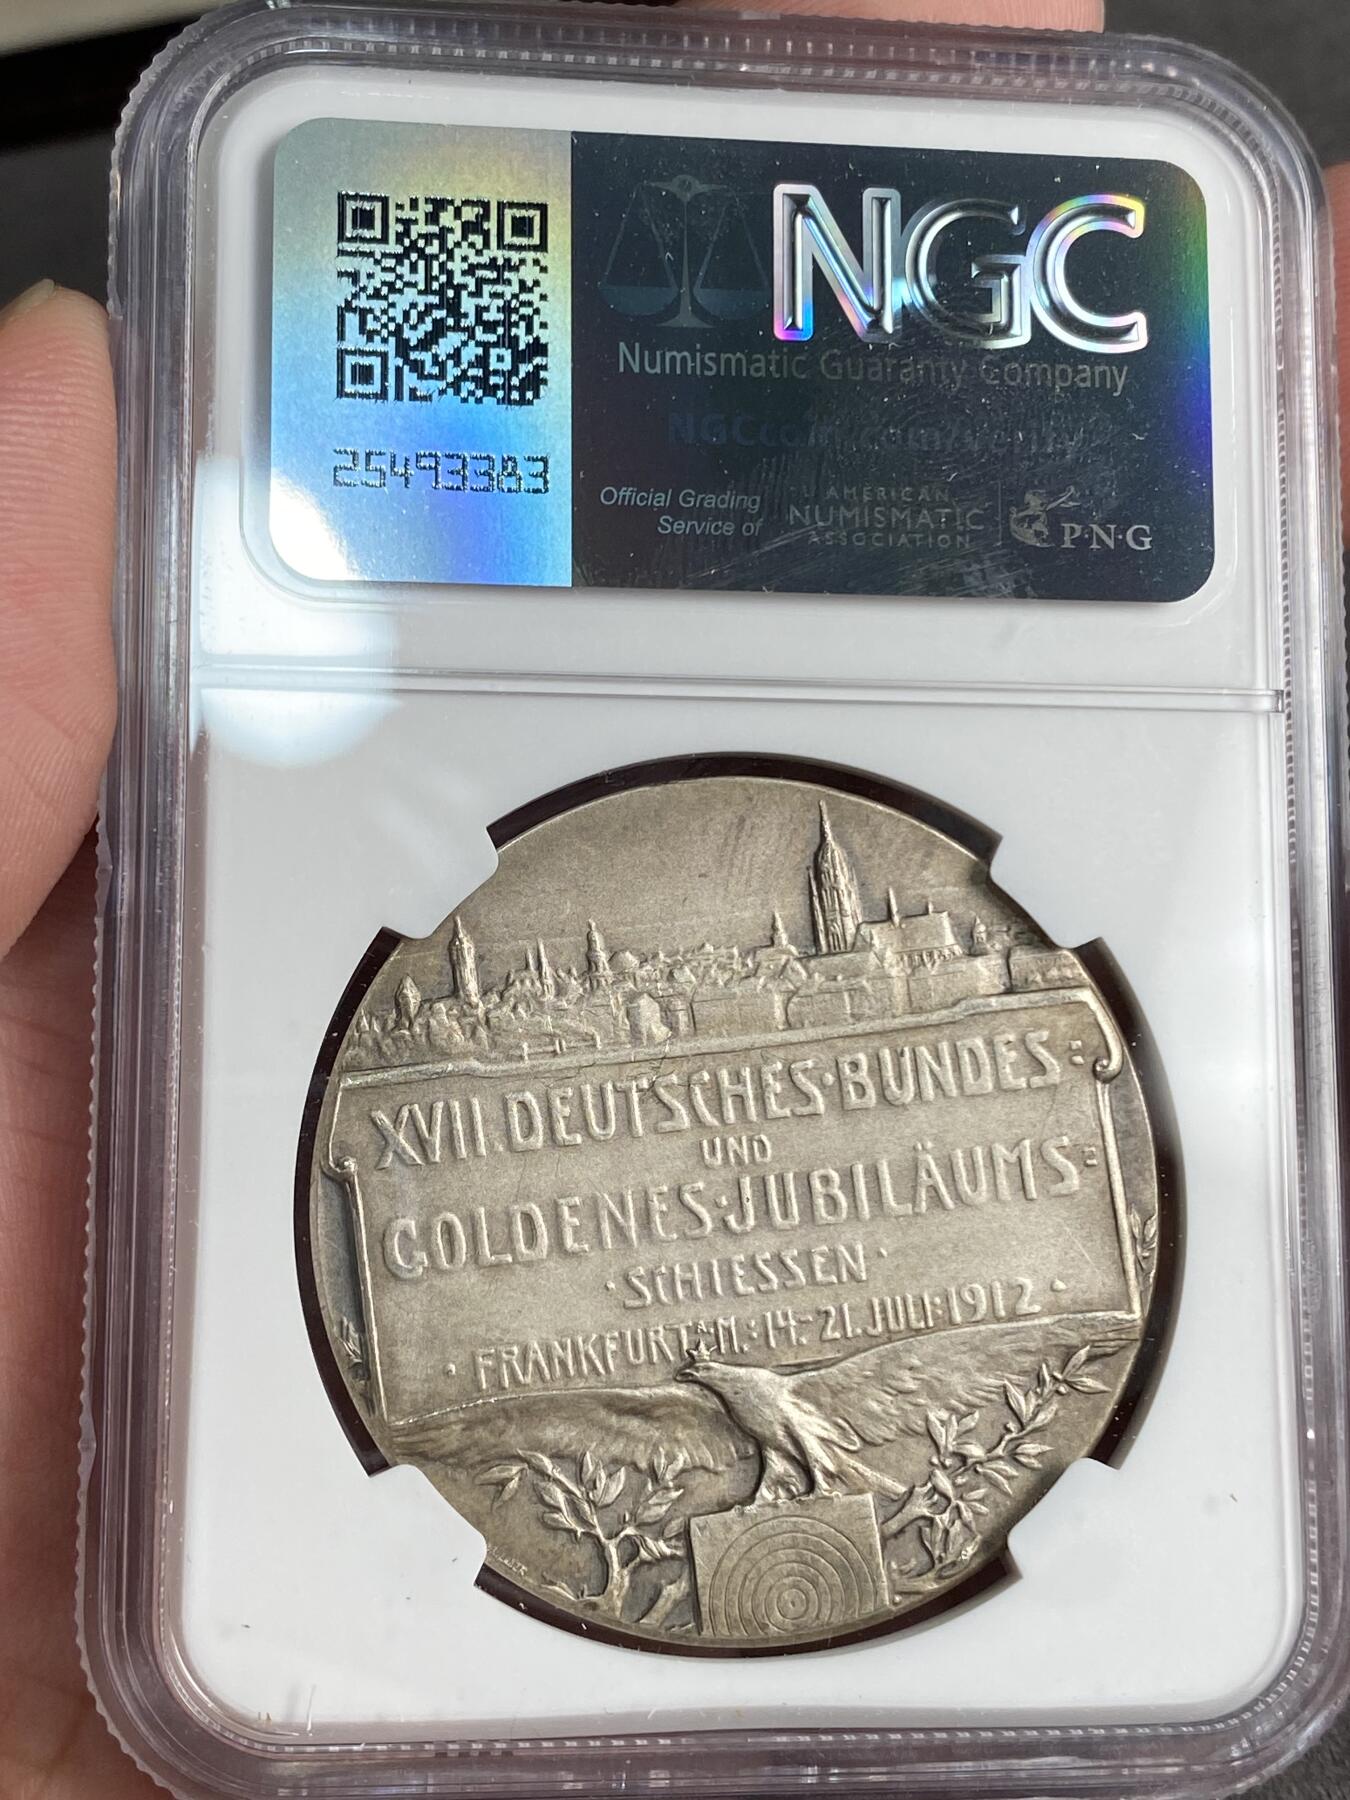 NGC
Numismatic Guaranty Company
25493383
Official Grading
Service of
AMERICAN
NUMISMATIC
ASSOCIATION
P·N·G
XVII. DEUTSCHES·BUNDES:
UND
GOLDENES·JUBILÄUMS:
·SCHIESSEN·
·FRANKFURT A. M.: 14.-21. JULI·1912·